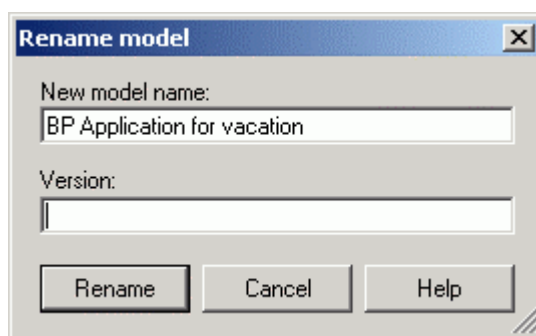 Rename model
New model name:
BP Application for vacation
Version:
Rename Cancel Help